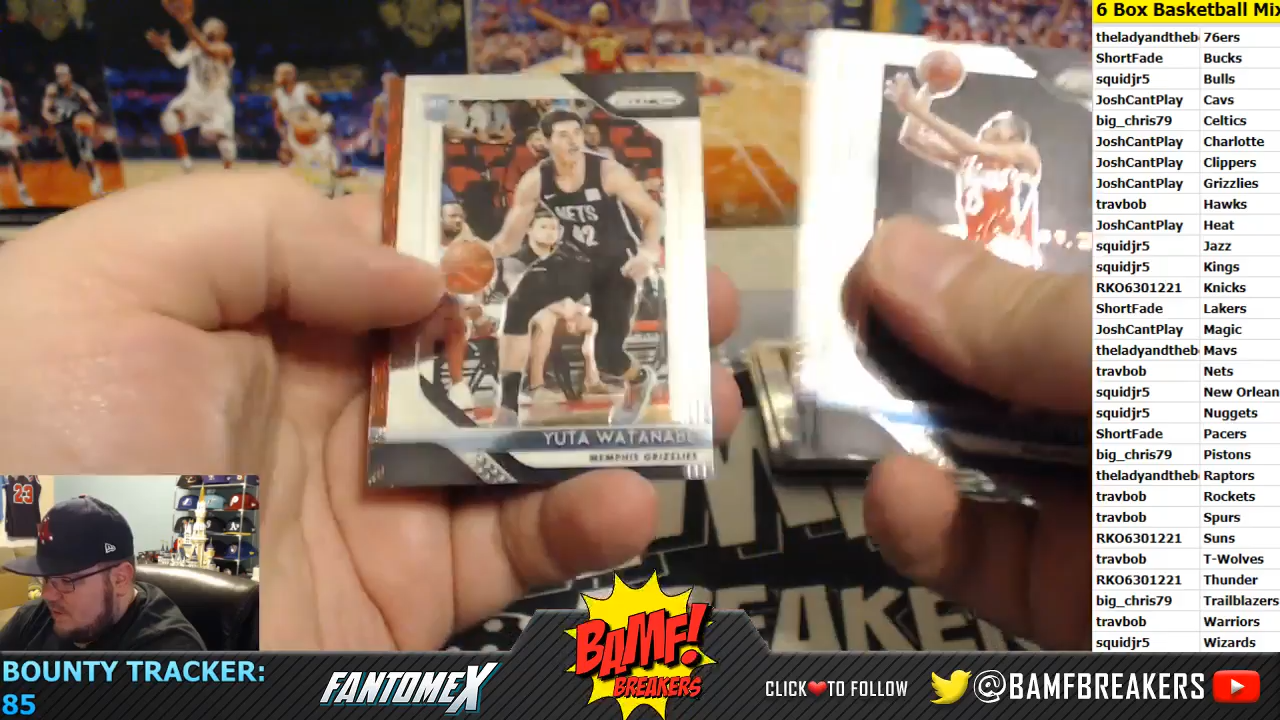 6 Box Basketball Mix
theladyandtheb 76ers
ShortFade Bucks
squidjr5 Bulls
JoshCantPlay Cavs
big_chris79 Celtics
JoshCantPlay Charlotte
JoshCantPlay Clippers
JoshCantPlay Grizzlies
travbob Hawks
JoshCantPlay Heat
squidjr5 Jazz
squidjr5 Kings
RKO6301221 Knicks
ShortFade Lakers
JoshCantPlay Magic
theladyandtheb Mavs
travbob Nets
squidjr5 New Orlean
squidjr5 Nuggets
ShortFade Pacers
big_chris79 Pistons
theladyandtheb Raptors
travbob Rockets
travbob Spurs
RKO6301221 Suns
travbob T-Wolves
RKO6301221 Thunder
big_chris79 Trailblazers
travbob Warriors
squidjr5 Wizards
NETS
42
YUTA WATANABE
MEMPHIS GRIZZLIES
23
BREAKE
BOUNTY TRACKER:
85
FANTOMEX
BAMF!
BREAKERS
CLICK TO FOLLOW
@BAMFBREAKERS